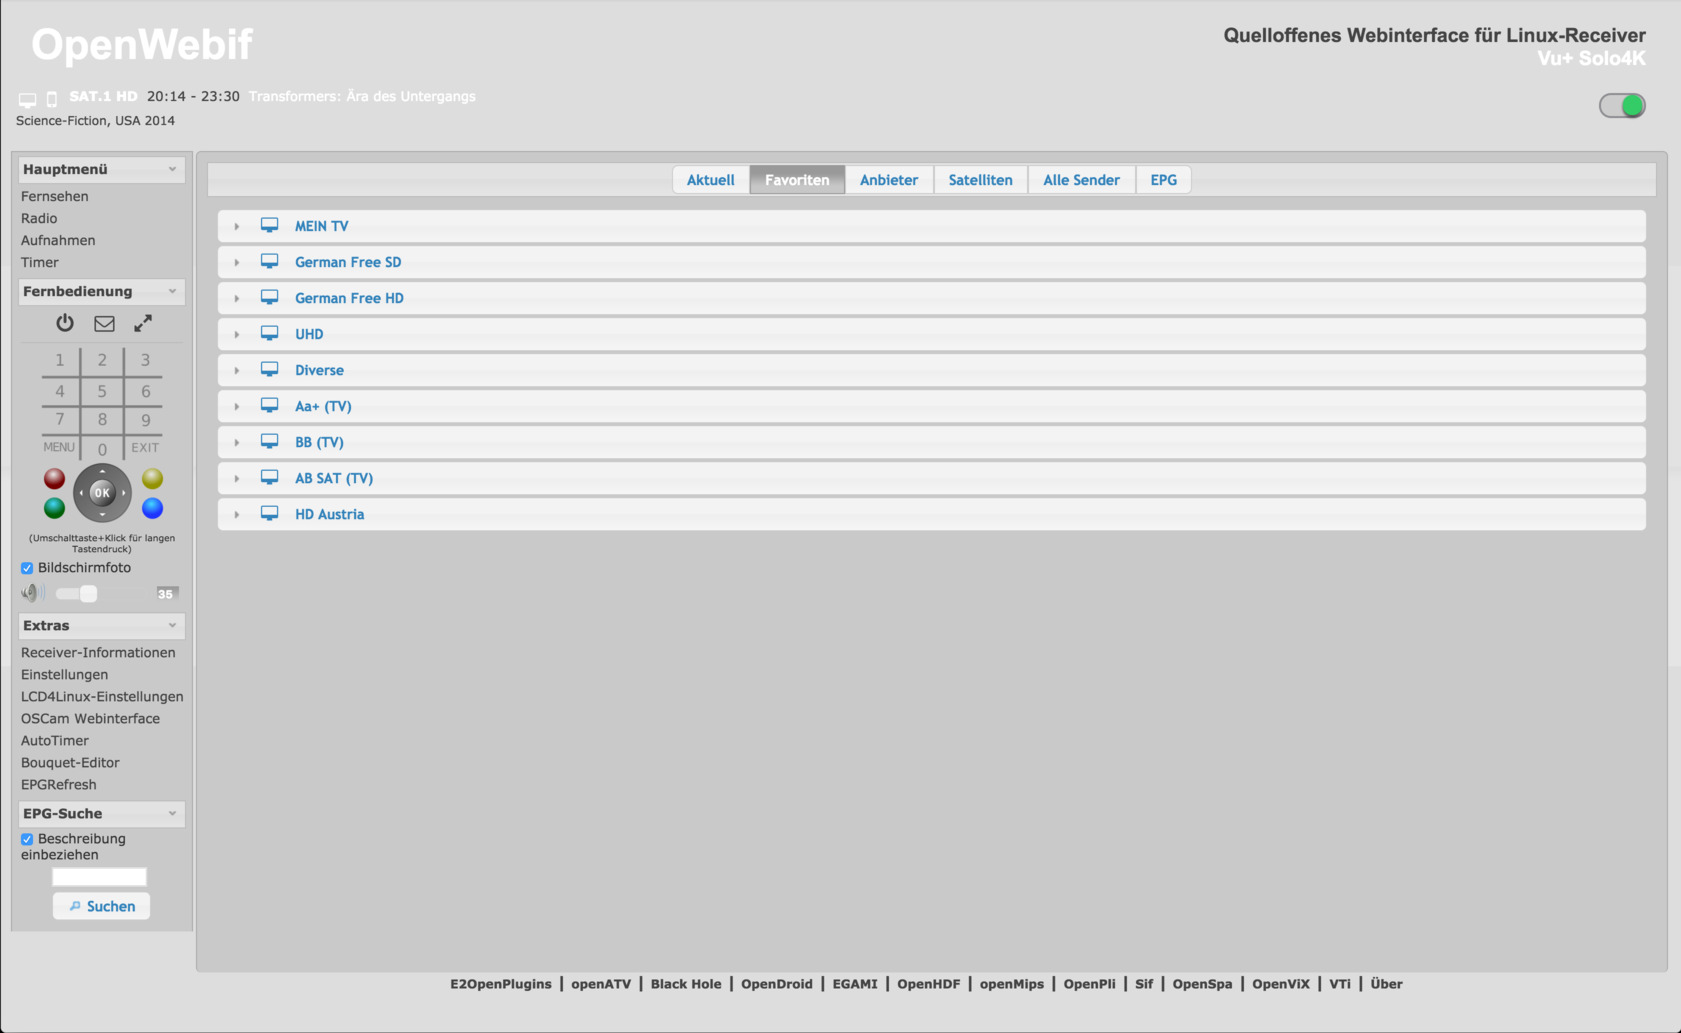 OpenWebif
Quelloffenes Webinterface für Linux-Receiver
Vu+ Solo4K
SAT.1 HD 20:14 - 23:30 Transformers: Ära des Untergangs
Science-Fiction, USA 2014
Hauptmenü
Fernsehen
Radio
Aufnahmen
Timer
Fernbedienung
1 2 3
4 5 6
7 8 9
MENU 0 EXIT
OK
(Umschalttaste+Klick für langen
Tastendruck)
Bildschirmfoto
35
Extras
Receiver-Informationen
Einstellungen
LCD4Linux-Einstellungen
OSCam Webinterface
AutoTimer
Bouquet-Editor
EPGRefresh
EPG-Suche
Beschreibung
einbeziehen
Suchen
Aktuell Favoriten Anbieter Satelliten Alle Sender EPG
MEIN TV
German Free SD
German Free HD
UHD
Diverse
Aa+ (TV)
BB (TV)
AB SAT (TV)
HD Austria
E2OpenPlugins | openATV | Black Hole | OpenDroid | EGAMI | OpenHDF | openMips | OpenPli | Sif | OpenSpa | OpenViX | VTi | Über